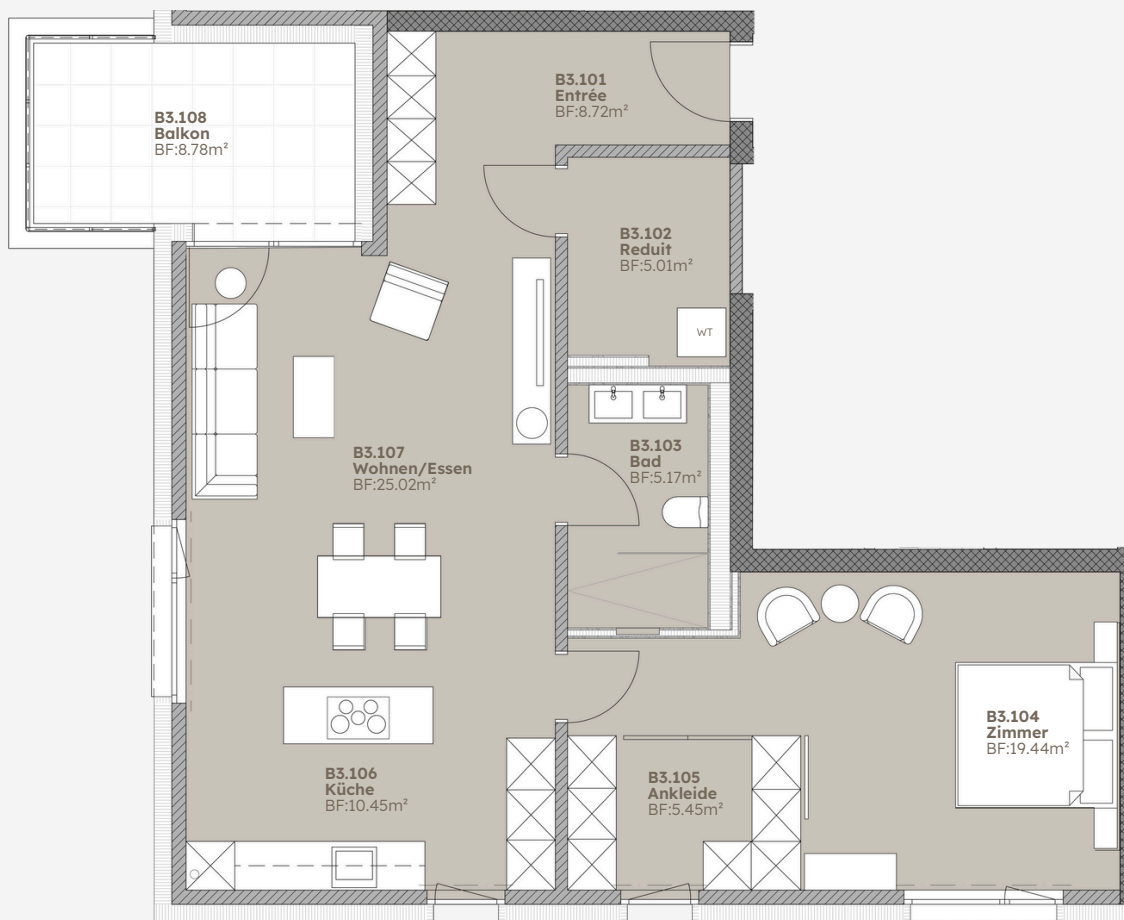 B3.101
Entrée
BF:8.72m²
B3.108
Balkon
BF:8.78m²
B3.102
Reduit
BF:5.01m²
WT
B3.103
Bad
BF:5.17m²
B3.107
Wohnen/Essen
BF:25.02m²
B3.104
Zimmer
BF:19.44m²
B3.106
Küche
BF:10.45m²
B3.105
Ankleide
BF:5.45m²